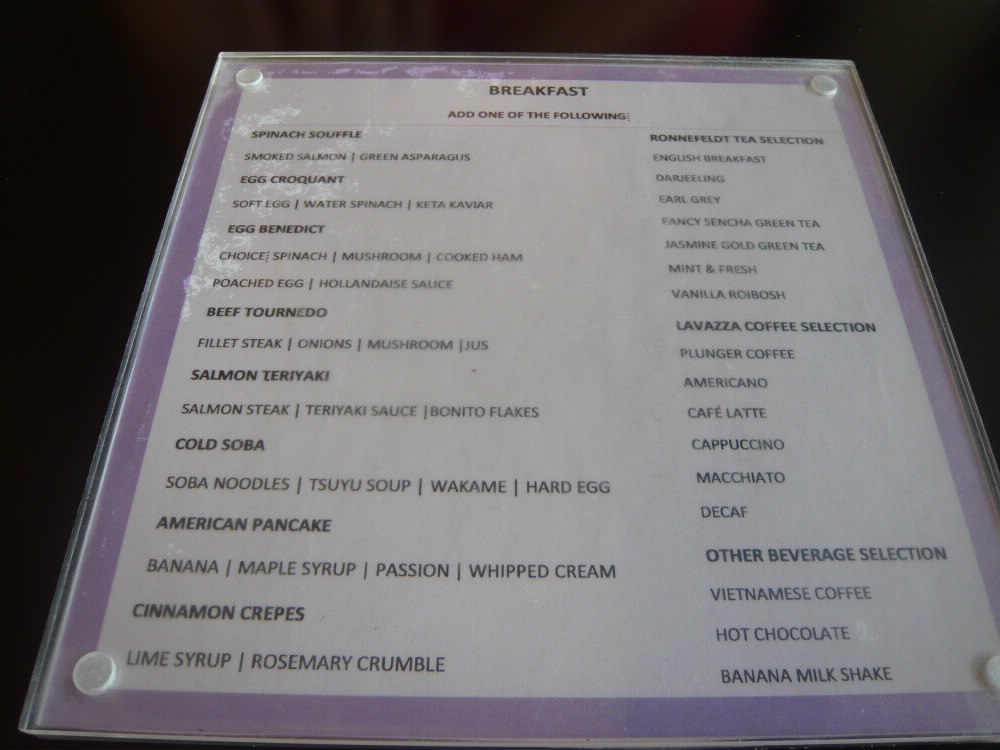 BREAKFAST
ADD ONE OF THE FOLLOWING:
SPINACH SOUFFLE
SMOKED SALMON | GREEN ASPARAGUS
EGG CROQUANT
SOFT EGG | WATER SPINACH | KETA KAVIAR
EGG BENEDICT
CHOICE: SPINACH | MUSHROOM | COOKED HAM
POACHED EGG | HOLLANDAISE SAUCE
BEEF TOURNEDO
FILLET STEAK | ONIONS | MUSHROOM |JUS
SALMON TERIYAKI
SALMON STEAK | TERIYAKI SAUCE |BONITO FLAKES
COLD SOBA
SOBA NOODLES | TSUYU SOUP | WAKAME | HARD EGG
AMERICAN PANCAKE
BANANA | MAPLE SYRUP | PASSION | WHIPPED CREAM
CINNAMON CREPES
LIME SYRUP | ROSEMARY CRUMBLE
RONNEFELDT TEA SELECTION
ENGLISH BREAKFAST
DARJEELING
EARL GREY
FANCY SENCHA GREEN TEA
JASMINE GOLD GREEN TEA
MINT & FRESH
VANILLA ROIBOSH
LAVAZZA COFFEE SELECTION
PLUNGER COFFEE
AMERICANO
CAFÉ LATTE
CAPPUCCINO
MACCHIATO
DECAF
OTHER BEVERAGE SELECTION
VIETNAMESE COFFEE
HOT CHOCOLATE
BANANA MILK SHAKE